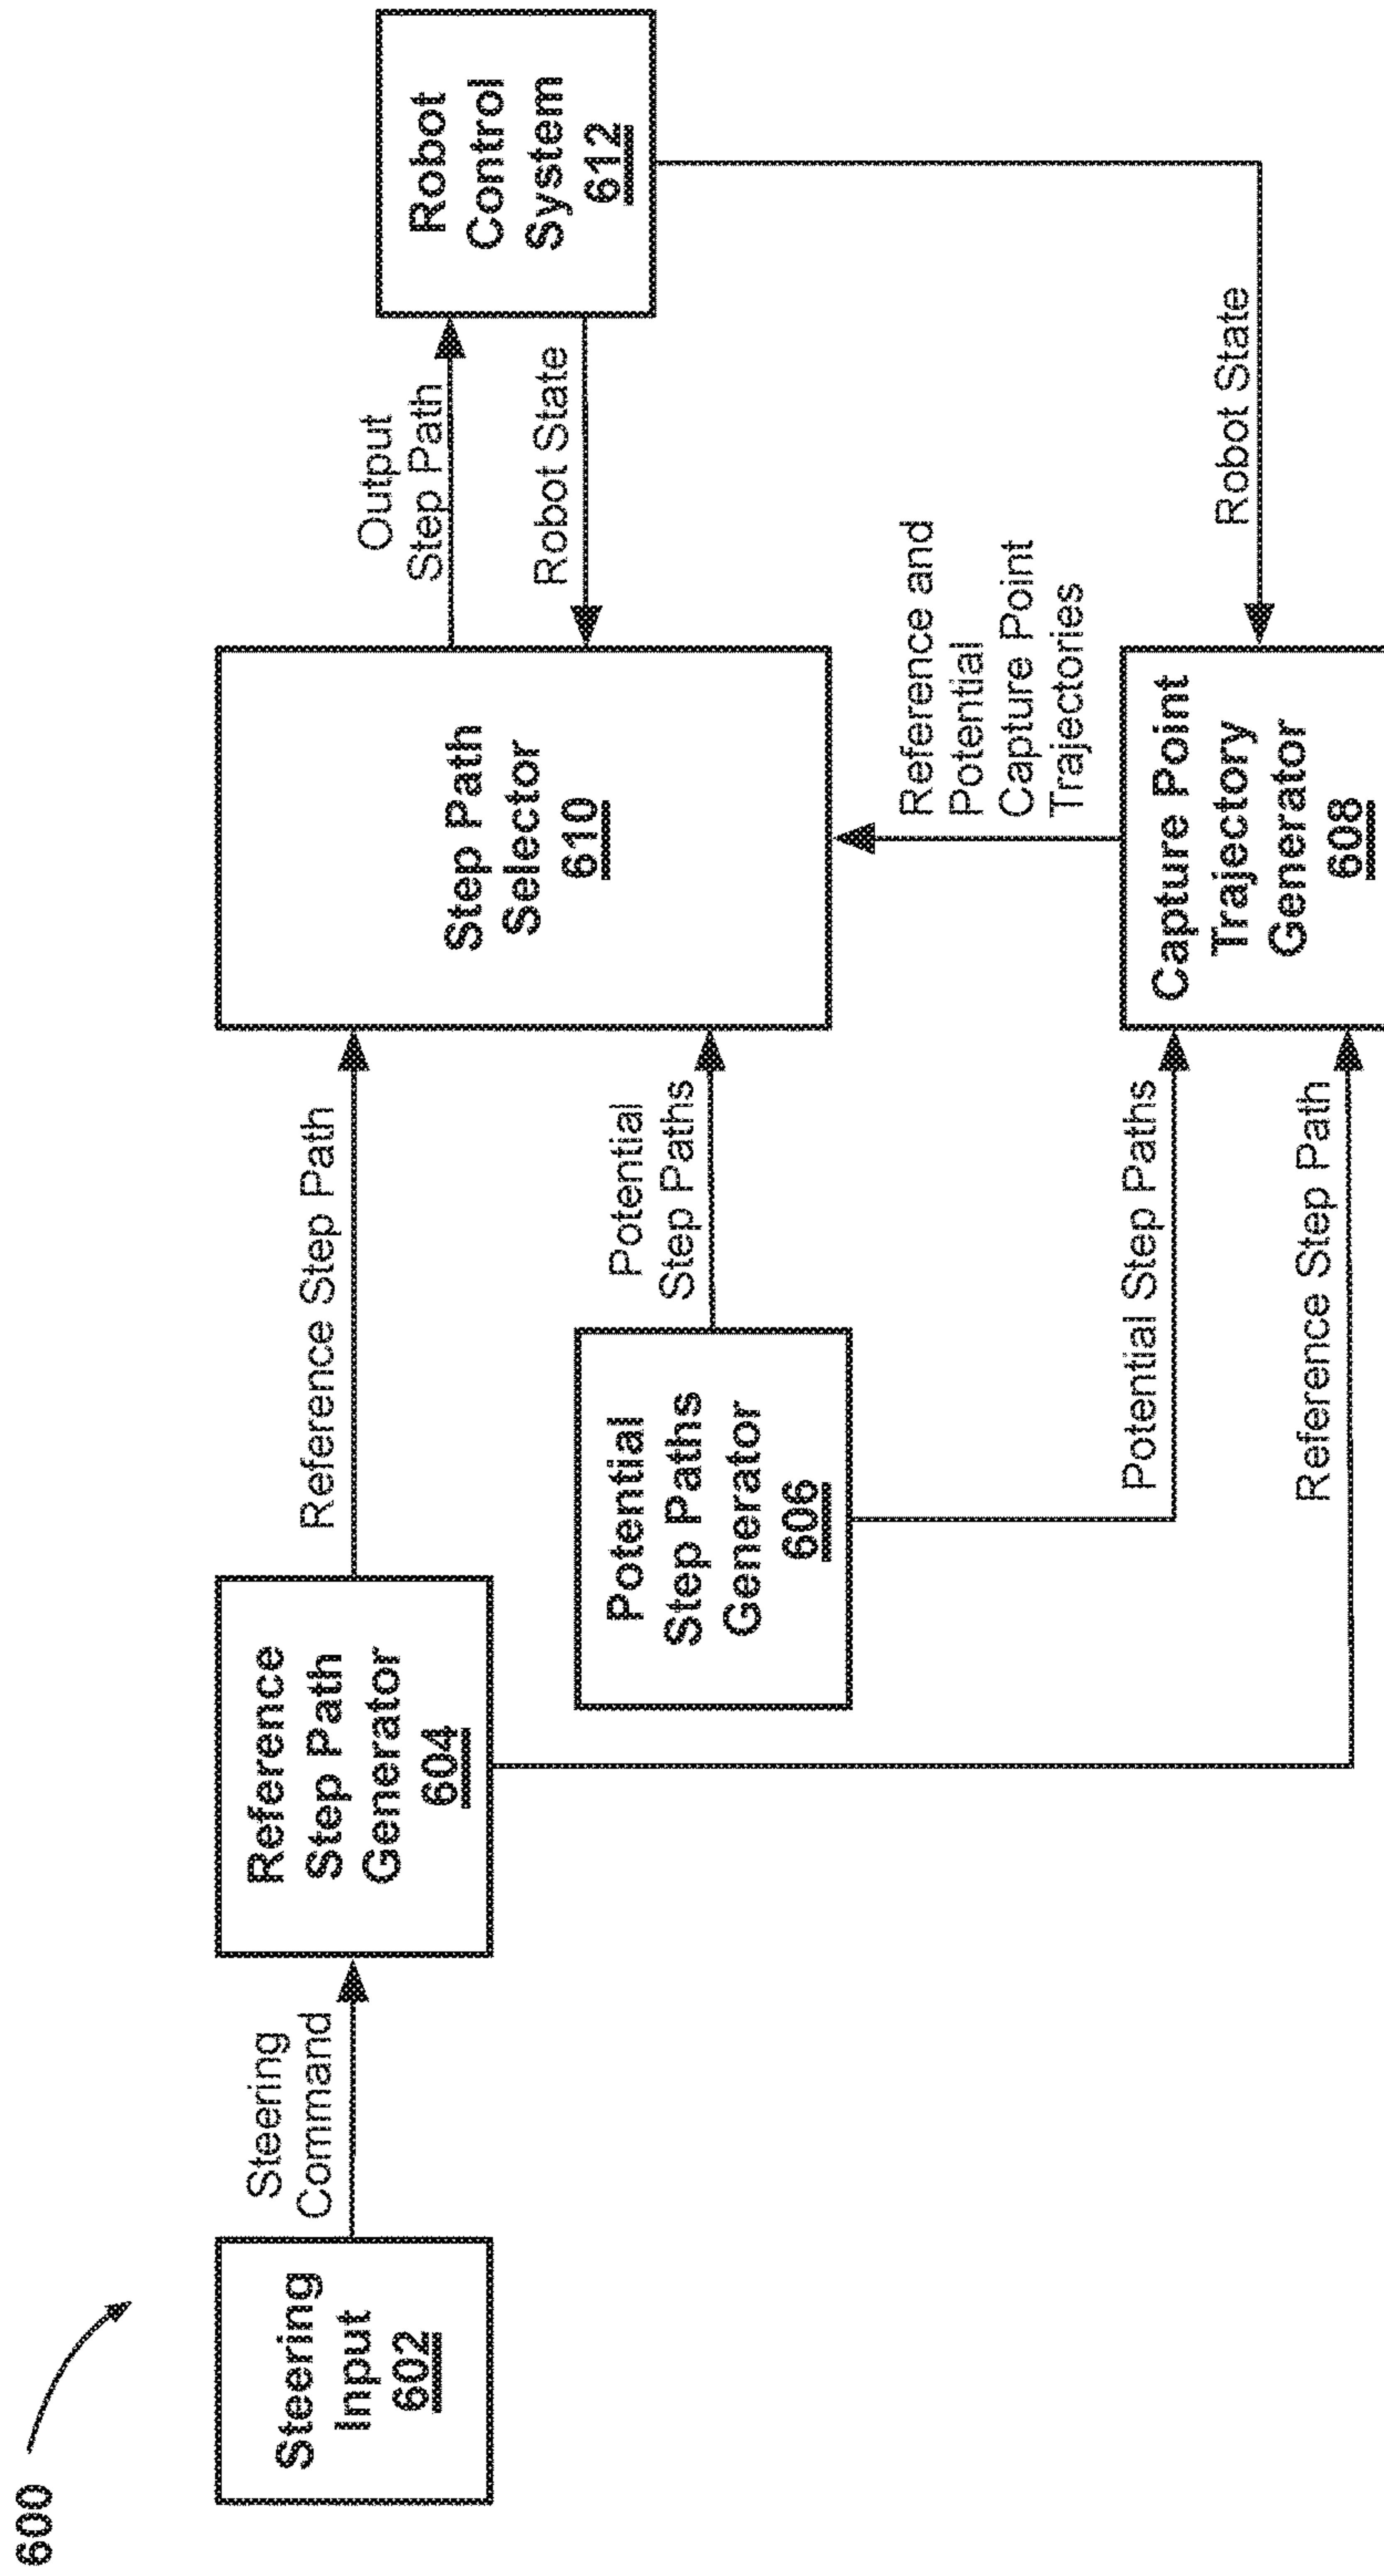 600
Steering
Input
602
Steering
Command
Reference
Step Path
Generator
604
Reference Step Path
Potential
Step Paths
Generator
606
Potential
Step Paths
Potential Step Paths
Reference Step Path
Step Path
Selector
610
Capture Point
Trajectory
Generator
608
Reference and
Potential
Capture Point
Trajectories
Output
Step Path
Robot State
Robot State
Robot
Control
System
612